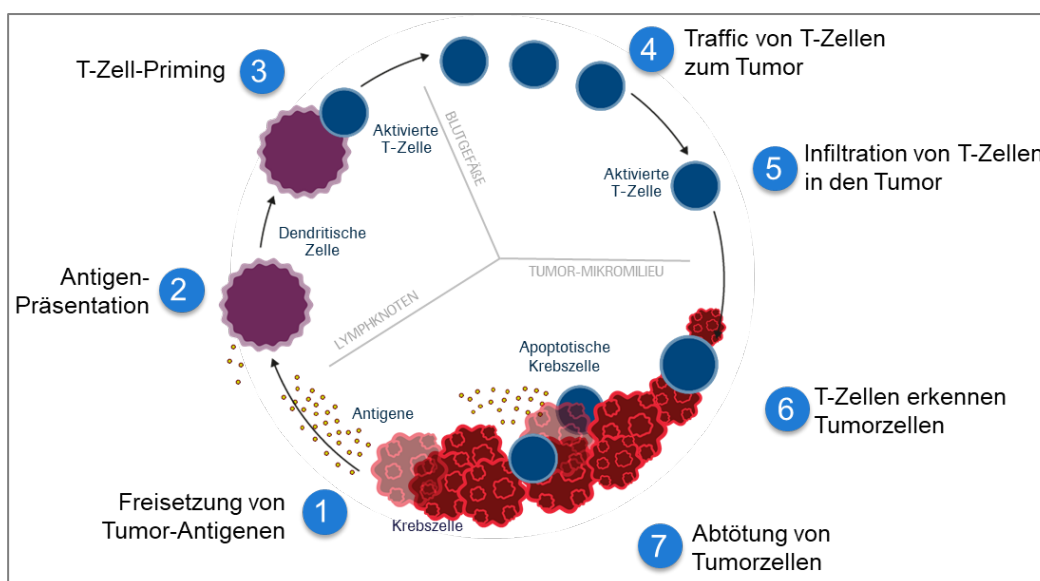 3
T-Zell-Priming
4
Traffic von T-Zellen
zum Tumor
Aktivierte
T-Zelle
BLUTGEFÄßE
5
Infiltration von T-Zellen
in den Tumor
Aktivierte
T-Zelle
Dendritische
Zelle
2
Antigen-
Präsentation
TUMOR-MIKROMILIEU
LYMPHKNOTEN
Apoptotische
Krebszelle
Antigene
6
T-Zellen erkennen
Tumorzellen
1
Freisetzung von
Tumor-Antigenen
Krebszelle
7
Abtötung von
Tumorzellen